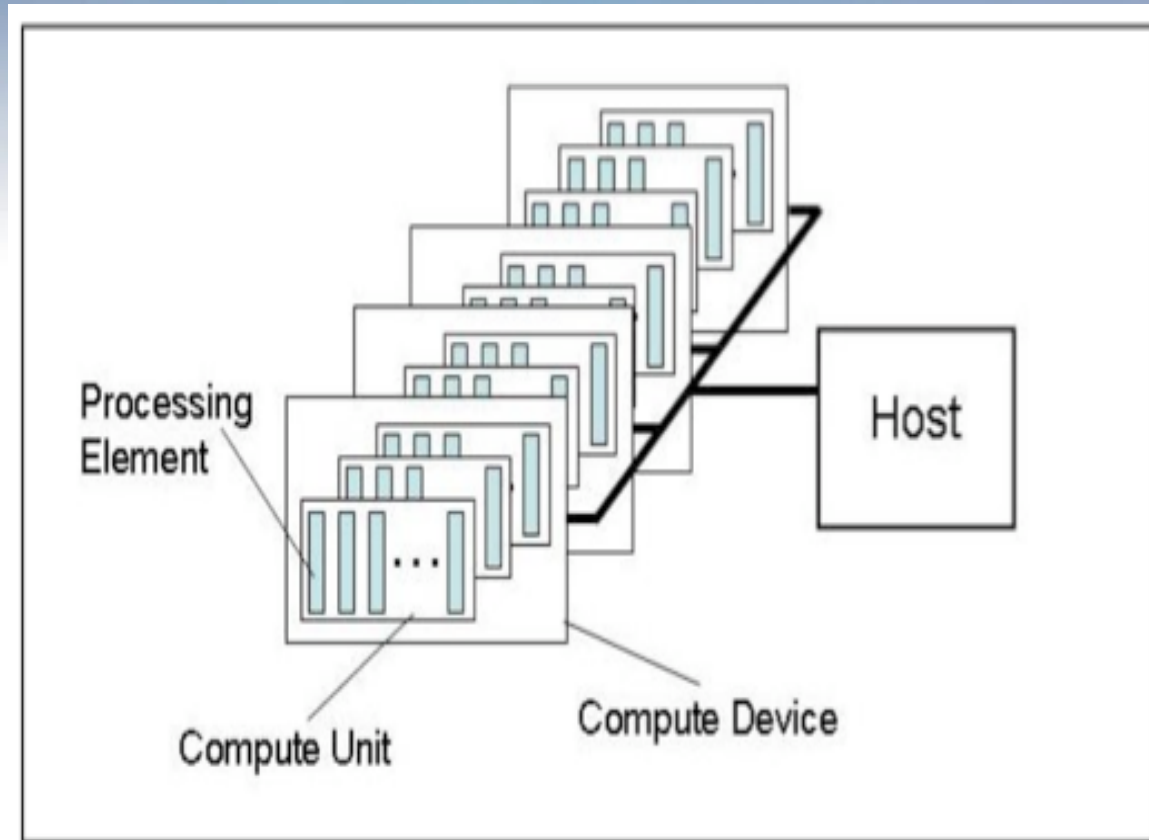 Processing
Element
Host
...
Compute Unit
Compute Device